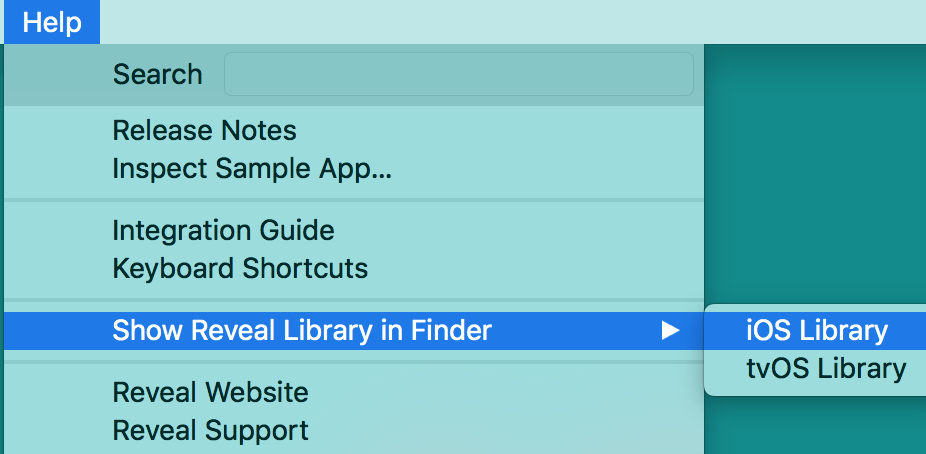 Help
Search
Release Notes
Inspect Sample App...
Integration Guide
Keyboard Shortcuts
Show Reveal Library in Finder
iOS Library
tvOS Library
Reveal Website
Reveal Support